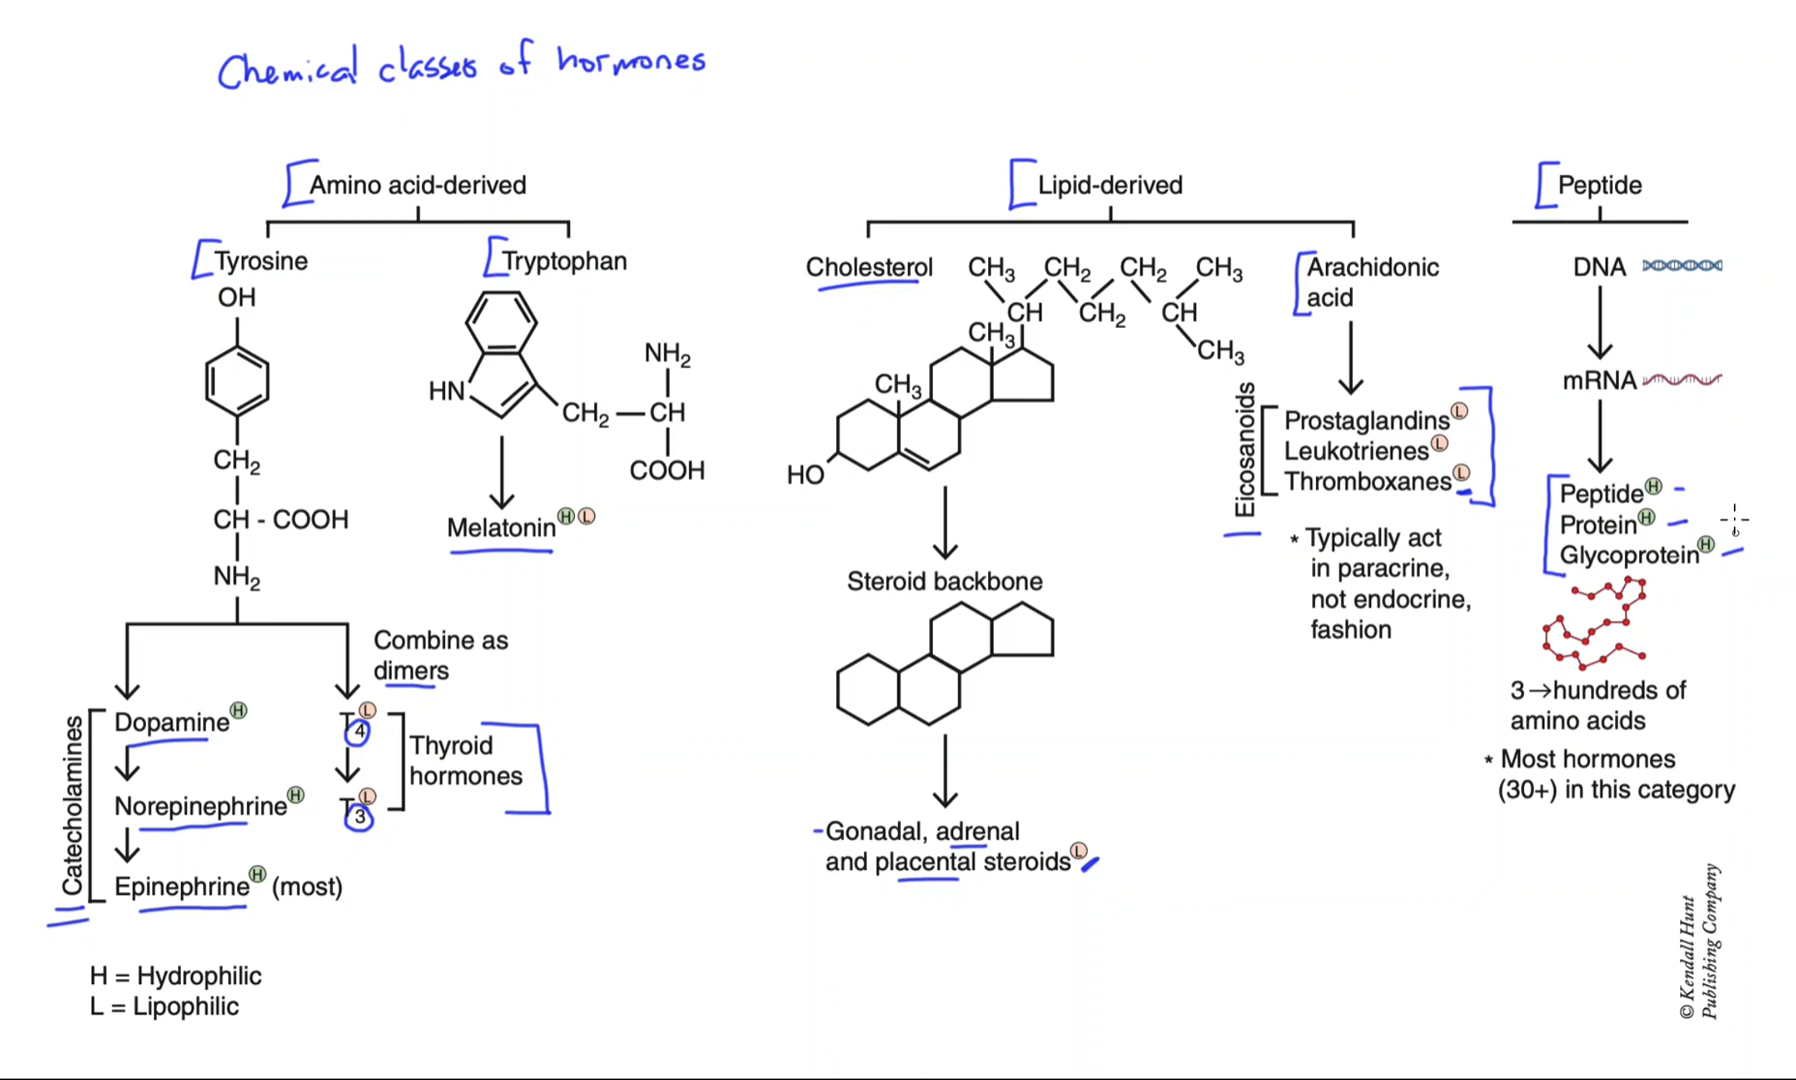 Chemical classes of hormones
Amino acid-derived
Tyrosine
OH
CH₂
CH - COOH
NH₂
Tryptophan
HN
NH₂
CH₂—CH
COOH
Melatonin Ⓗ Ⓛ
Combine as
dimers
Catecholamines
Dopamine Ⓗ
Norepinephrine Ⓗ
Epinephrine Ⓗ (most)
T₄ Ⓛ
T₃ Ⓛ
Thyroid
hormones
H = Hydrophilic
L = Lipophilic
Lipid-derived
Cholesterol
CH₃ CH₂ CH₂ CH₃
CH CH₂ CH
CH₃ CH₃
CH₃
HO
Steroid backbone
-Gonadal, adrenal
and placental steroids Ⓛ
Arachidonic
acid
Eicosanoids
Prostaglandins Ⓛ
Leukotrienes Ⓛ
Thromboxanes Ⓛ
* Typically act
in paracrine,
not endocrine,
fashion
Peptide
DNA
mRNA
Peptide Ⓗ
Protein Ⓗ
Glycoprotein Ⓗ
3→hundreds of
amino acids
* Most hormones
(30+) in this category
© Kendall Hunt
Publishing Company